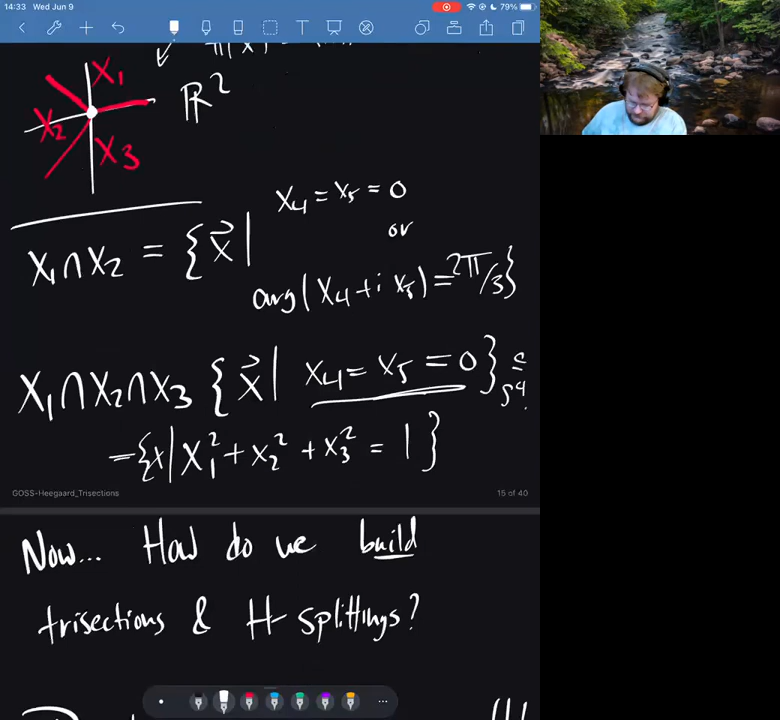 14:33 Wed Jun 9
79%
X₁
X₂
X₃
ℝ²
X₄ = X₅ = 0
or
X₁∩X₂ = {x⃗|
arg(X₄+i X₅) = 2π/3}
X₁∩X₂∩X₃ {x⃗| X₄ = X₅ = 0} ⊂ S⁴.
={x|X₁² + X₂² + X₃² = 1}
GOSS-Heegaard_Trisections
15 of 40
Now... How do we build
trisections & H-splittings?